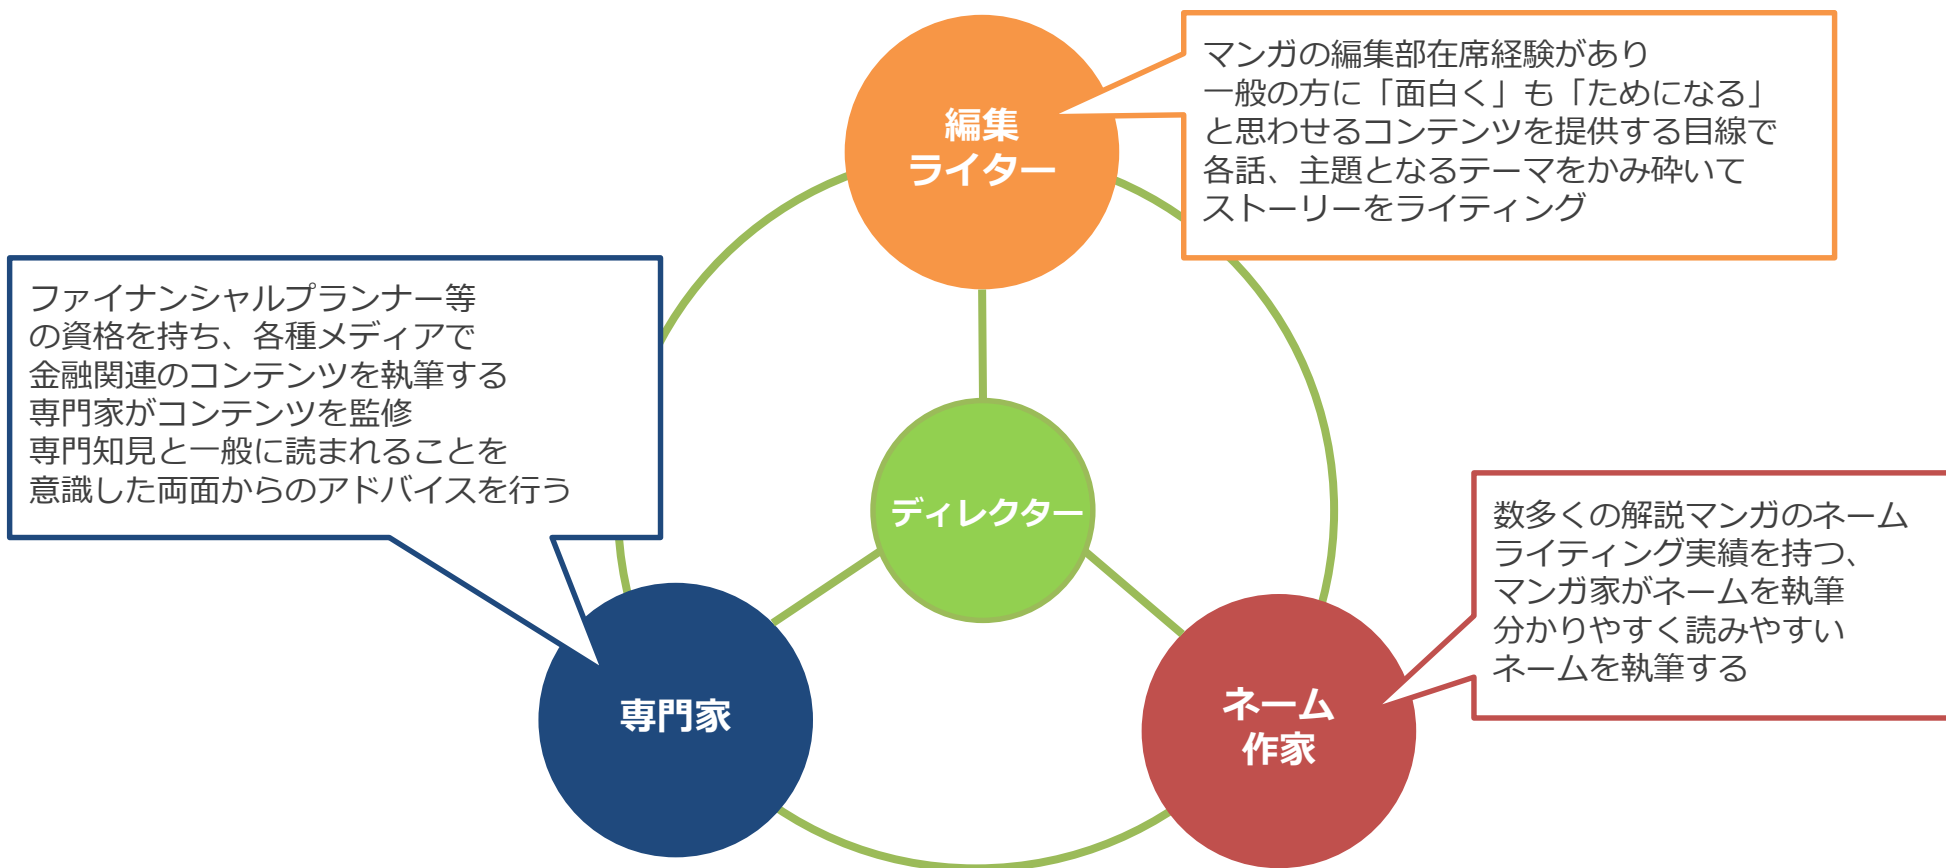 編集
ライター
マンガの編集部在席経験があり
一般の方に「面白く」も「ためになる」
と思わせるコンテンツを提供する目線で
各話、主題となるテーマをかみ砕いて
ストーリーをライティング
ファイナンシャルプランナー等
の資格を持ち、各種メディアで
金融関連のコンテンツを執筆する
専門家がコンテンツを監修
専門知見と一般に読まれることを
意識した両面からのアドバイスを行う
ディレクター
数多くの解説マンガのネーム
ライティング実績を持つ、
マンガ家がネームを執筆
分かりやすく読みやすい
ネームを執筆する
専門家
ネーム
作家